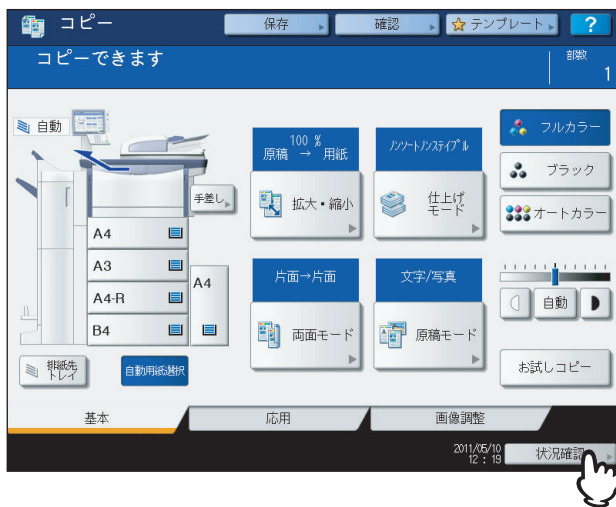 コピー
保存
確認
テンプレート
?
コピーできます
部数
1
自動
手差し
A4
A3
A4-R
B4
A4
排紙先
トレイ
自動用紙選択
100 %
原稿 → 用紙
拡大・縮小
ノンソートノンステイプル
仕上げ
モード
片面→片面
両面モード
文字/写真
原稿モード
フルカラー
ブラック
オートカラー
自動
お試しコピー
基本
応用
画像調整
2011/05/10
12 : 19
状況確認